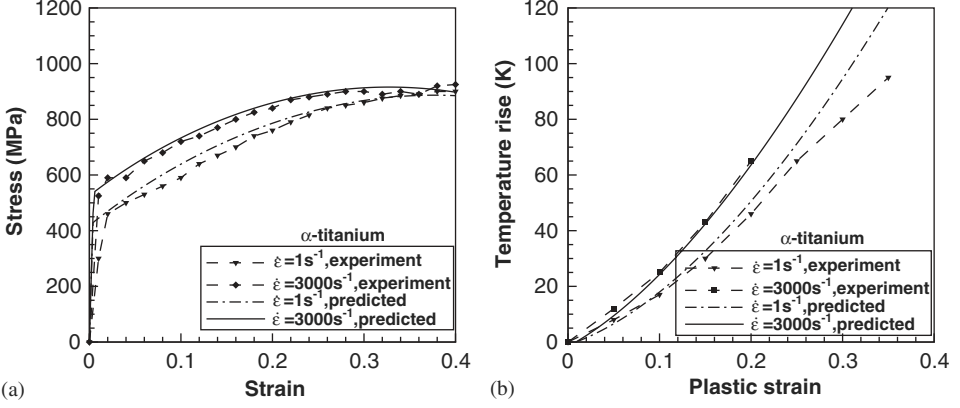 1200
1000
800
600
400
200
0
0 0.1 0.2 0.3 0.4
Stress (MPa)
Strain
(a)
α-titanium
ε̇=1s⁻¹,experiment
ε̇=3000s⁻¹,experiment
ε̇=1s⁻¹,predicted
ε̇=3000s⁻¹,predicted
120
100
80
60
40
20
0
0 0.1 0.2 0.3 0.4
Temperature rise (K)
Plastic strain
(b)
α-titanium
ε̇=1s⁻¹,experiment
ε̇=3000s⁻¹,experiment
ε̇=1s⁻¹,predicted
ε̇=3000s⁻¹,predicted